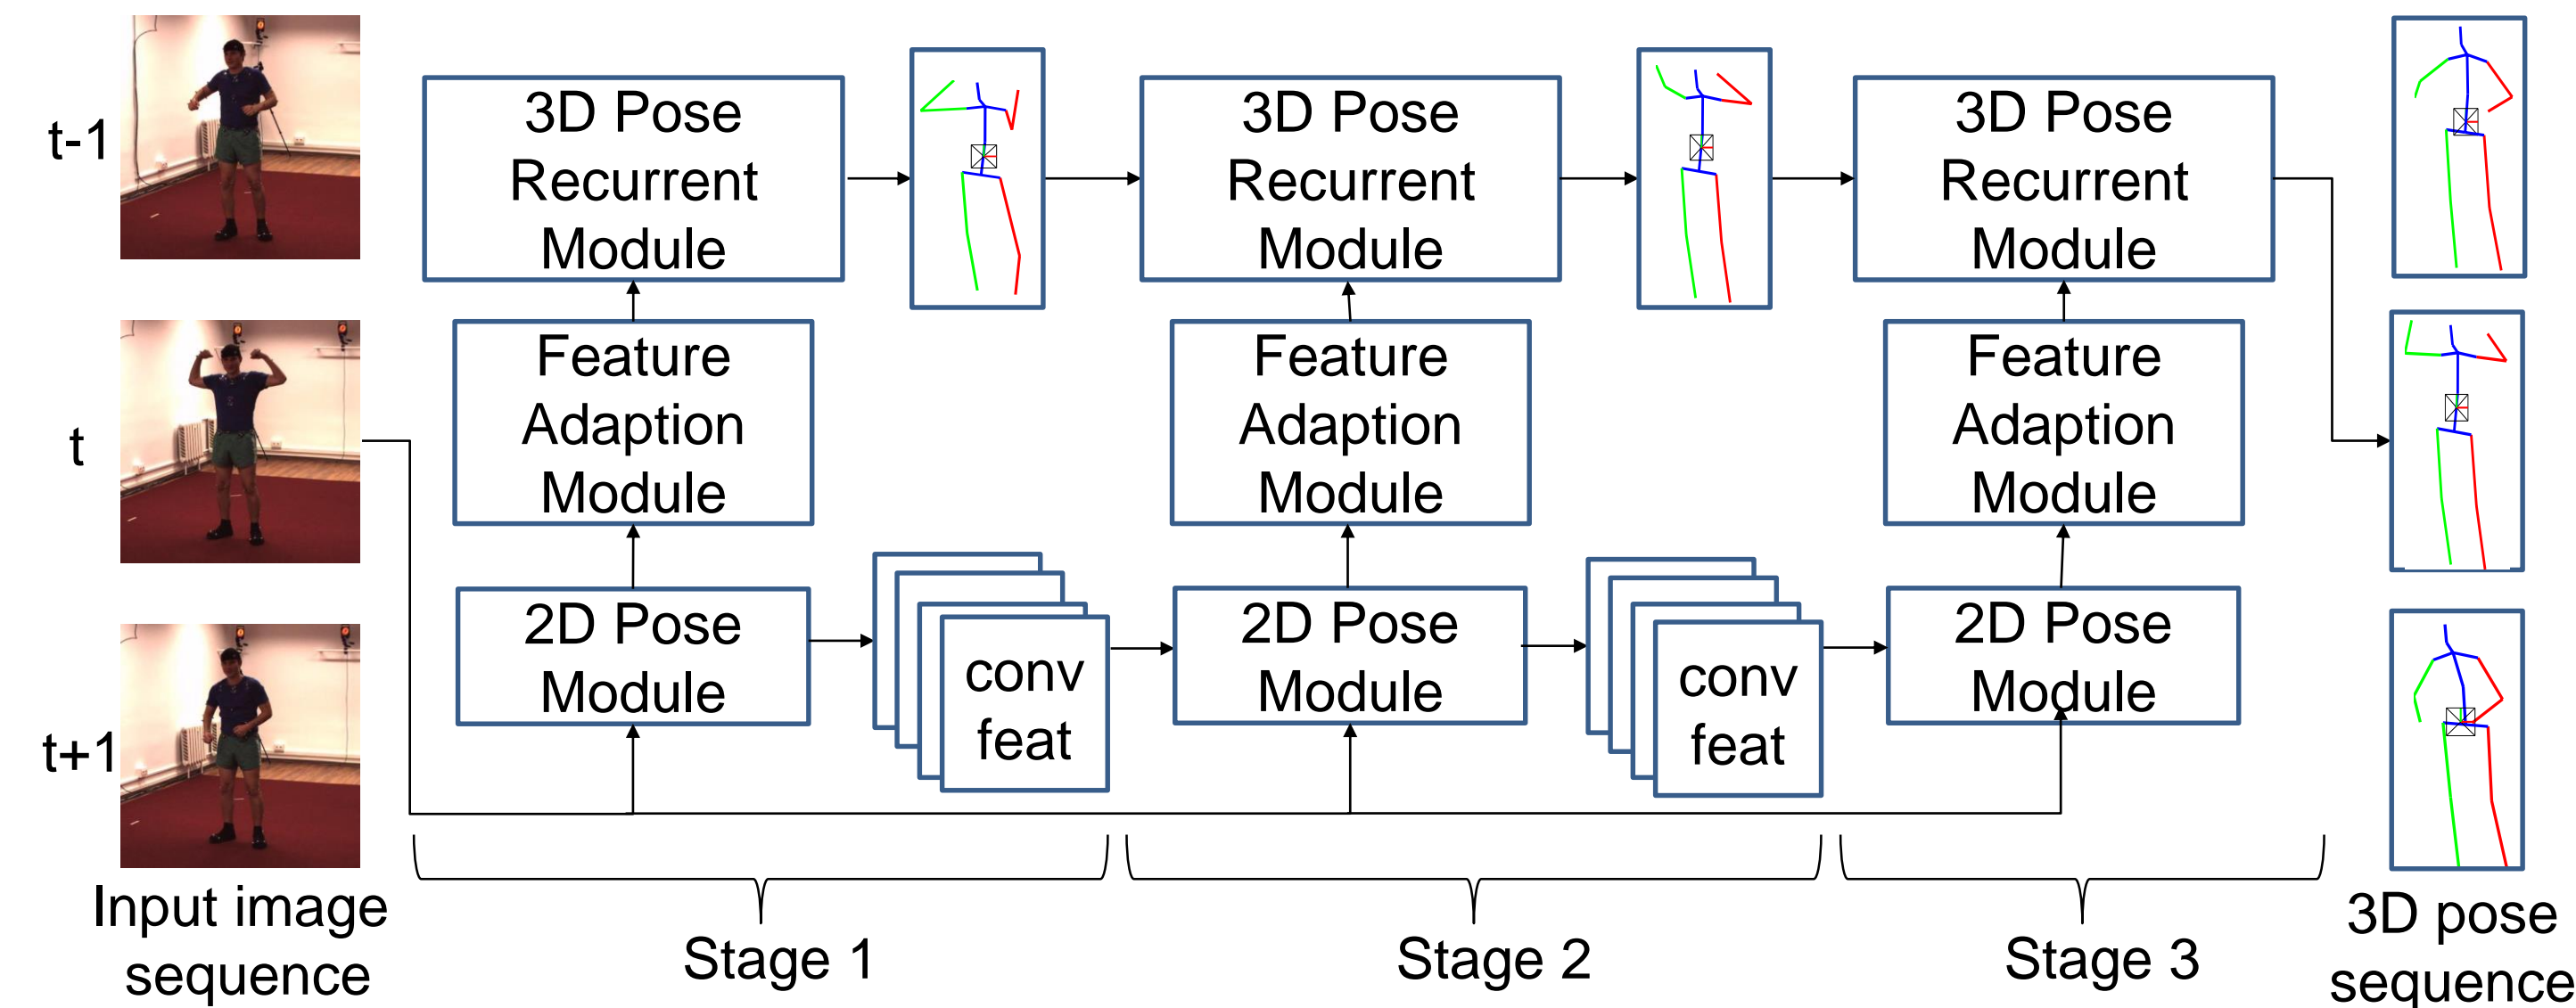 t-1
t
t+1
Input image
sequence
3D Pose
Recurrent
Module
Feature
Adaption
Module
2D Pose
Module
conv
feat
Stage 1
3D Pose
Recurrent
Module
Feature
Adaption
Module
2D Pose
Module
conv
feat
Stage 2
3D Pose
Recurrent
Module
Feature
Adaption
Module
2D Pose
Module
Stage 3
3D pose
sequence